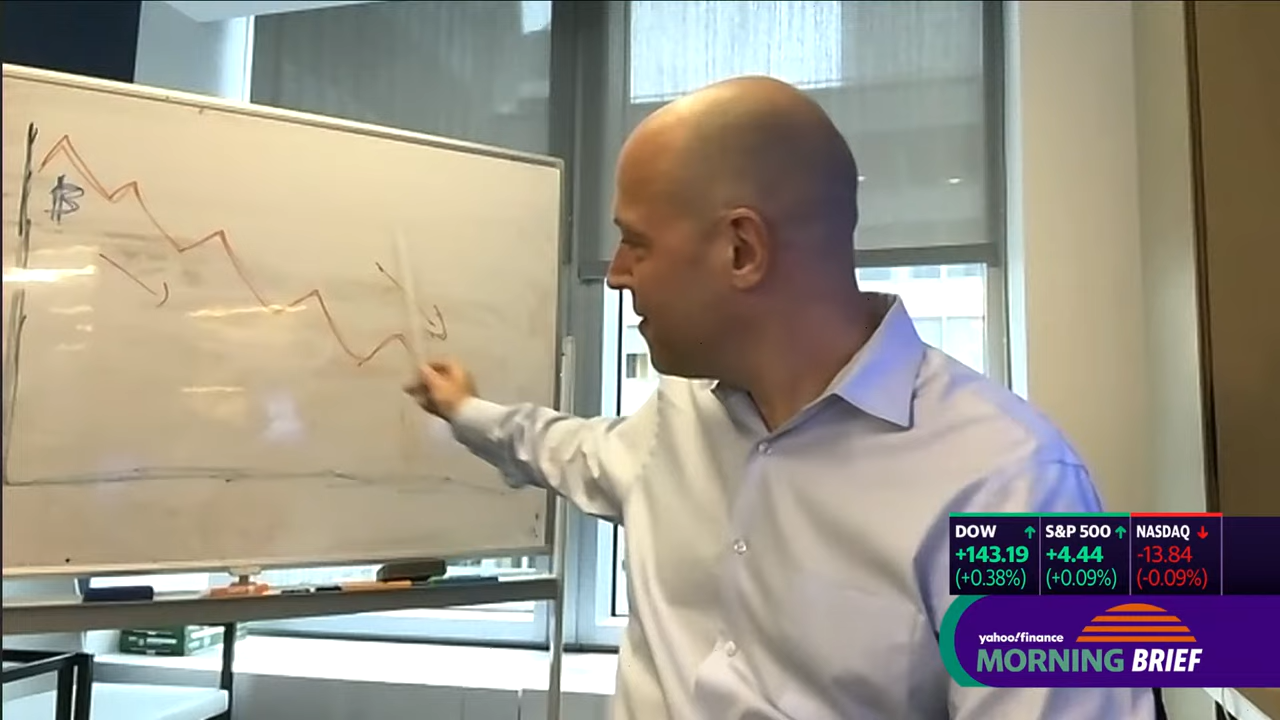 ₿
DOW S&P 500 NASDAQ
+143.19 +4.44 -13.84
(+0.38%) (+0.09%) (-0.09%)
yahoo!finance
MORNING BRIEF